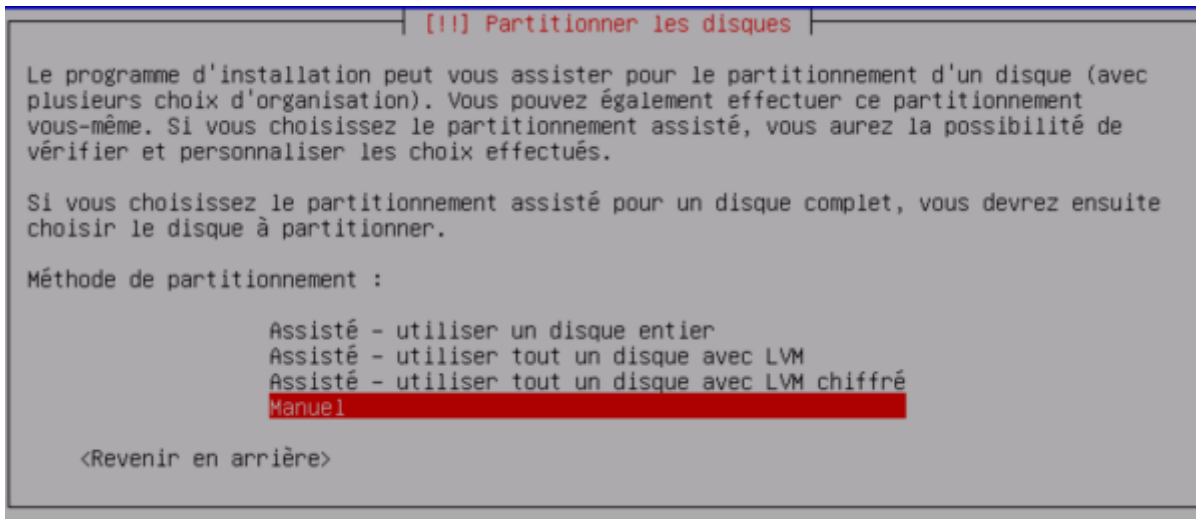 [!!] Partitionner les disques
Le programme d'installation peut vous assister pour le partitionnement d'un disque (avec
plusieurs choix d'organisation). Vous pouvez également effectuer ce partitionnement
vous-même. Si vous choisissez le partitionnement assisté, vous aurez la possibilité de
vérifier et personnaliser les choix effectués.
Si vous choisissez le partitionnement assisté pour un disque complet, vous devrez ensuite
choisir le disque à partitionner.
Méthode de partitionnement :
Assisté - utiliser un disque entier
Assisté - utiliser tout un disque avec LVM
Assisté - utiliser tout un disque avec LVM chiffré
Manuel
<Revenir en arrière>